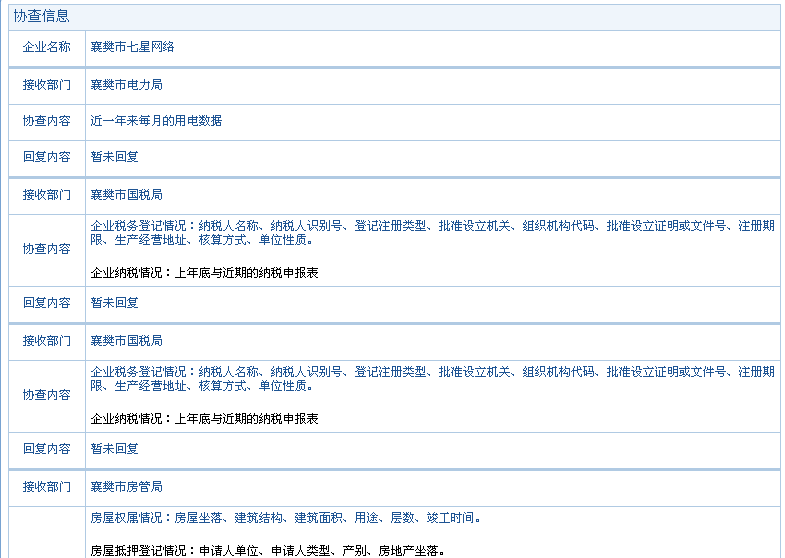 协查信息
企业名称 襄樊市七星网络
接收部门 襄樊市电力局
协查内容 近一年来每月的用电数据
回复内容 暂未回复
接收部门 襄樊市国税局
企业税务登记情况：纳税人名称、纳税人识别号、登记注册类型、批准设立机关、组织机构代码、批准设立证明或文件号、注册期
限、生产经营地址、核算方式、单位性质。
协查内容
企业纳税情况：上年底与近期的纳税申报表
回复内容 暂未回复
接收部门 襄樊市国税局
企业税务登记情况：纳税人名称、纳税人识别号、登记注册类型、批准设立机关、组织机构代码、批准设立证明或文件号、注册期
限、生产经营地址、核算方式、单位性质。
协查内容
企业纳税情况：上年底与近期的纳税申报表
回复内容 暂未回复
接收部门 襄樊市房管局
房屋权属情况：房屋坐落、建筑结构、建筑面积、用途、层数、竣工时间。
房屋抵押登记情况：申请人单位、申请人类型、产别、房地产坐落。